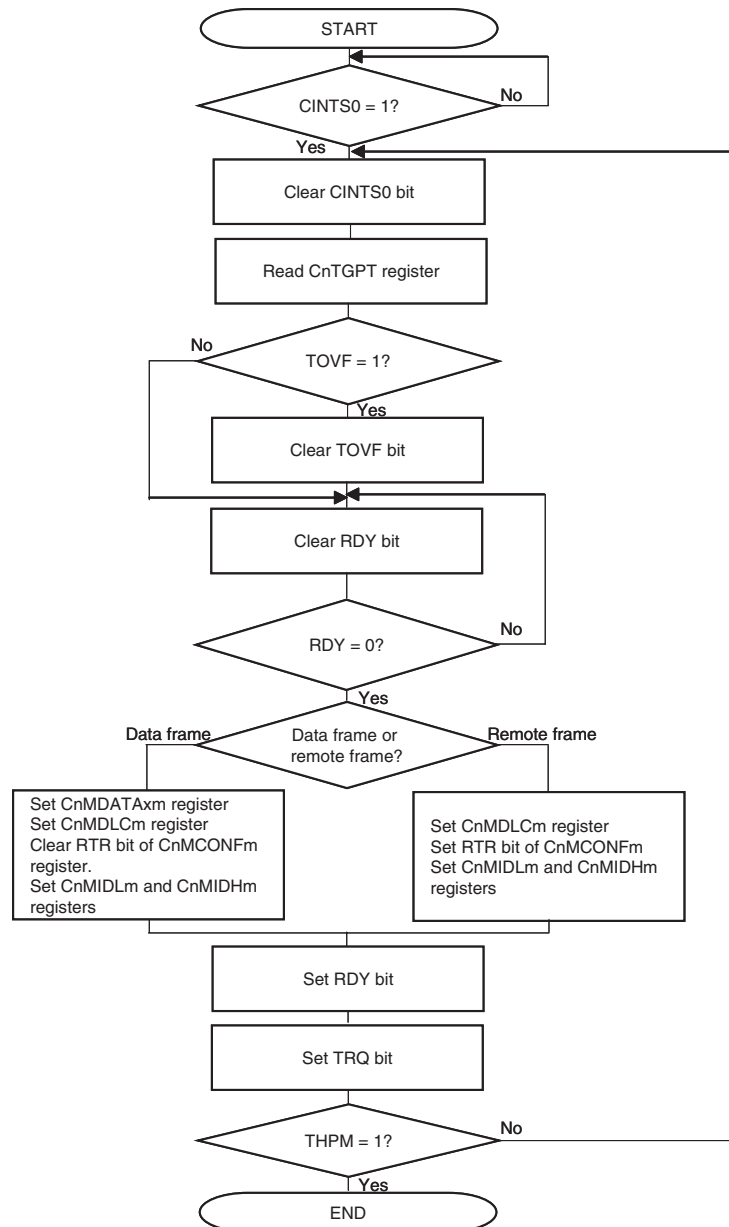 START
CINTS0 = 1?
No
Yes
Clear CINTS0 bit
Read CnTGPT register
No
TOVF = 1?
Yes
Clear TOVF bit
Clear RDY bit
RDY = 0?
No
Yes
Data frame
Data frame or
remote frame?
Remote frame
Set CnMDATAxm register
Set CnMDLCm register
Clear RTR bit of CnMCONFm
register.
Set CnMIDLm and CnMIDHm
registers
Set CnMDLCm register
Set RTR bit of CnMCONFm
Set CnMIDLm and CnMIDHm
registers
Set RDY bit
Set TRQ bit
THPM = 1?
No
Yes
END